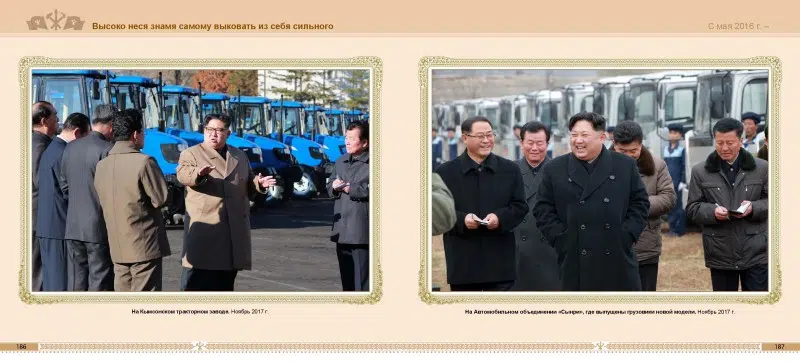 Высоко неся знамя самому выковать из себя сильного
С мая 2016 г. –
На Кымсонском тракторном заводе. Ноябрь 2017 г.
На Автомобильном объединении «Сынри», где выпущены грузовики новой модели. Ноябрь 2017 г.
186
187